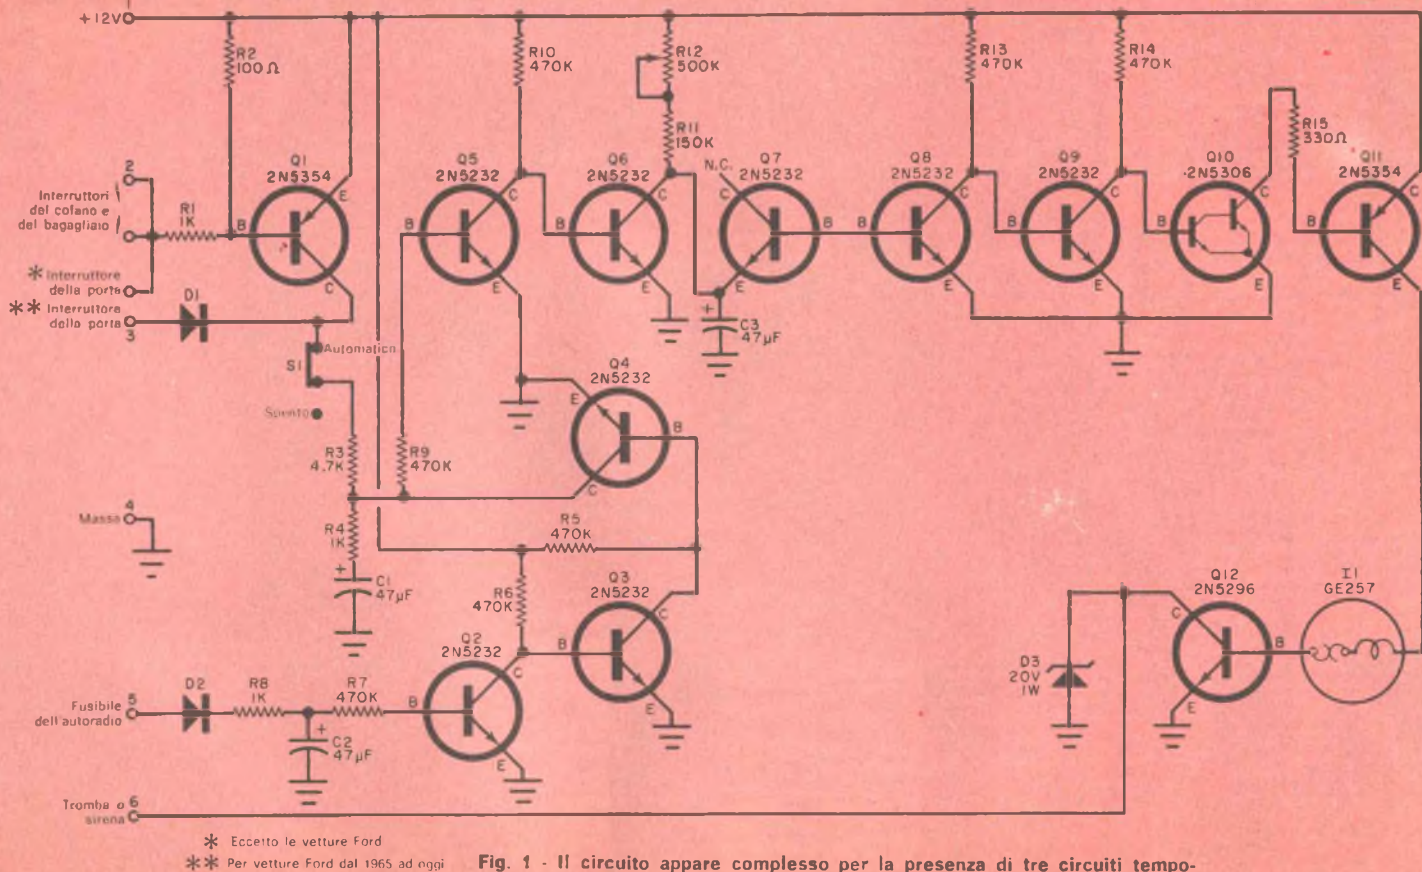 1
+12V
R2
100Ω
R10
470K
R12
500K
R13
470K
R14
470K
R11
150K
R15
330Ω
Q1
2N5354
Q5
2N5232
Q6
2N5232
N.C.
Q7
2N5232
Q8
2N5232
Q9
2N5232
Q10
2N5306
Q11
2N5354
2
Interruttori
del cofano e
del bagagliaio
R1
1K
B
E
C
B
C
E
B
C
E
C
B
E
C
B
E
B
C
E
B
C
C
E
B
* Interruttore
della porta
** Interruttore
della porta
3
D1
+
C3
47µF
Automatico
S1
Spento
Q4
2N5232
E
B
C
R3
4.7K
R9
470K
Massa
4
R4
1K
R5
470K
+
C1
47µF
R6
470K
Q3
2N5232
C
B
E
Q2
2N5232
C
B
E
Q12
2N5296
C
B
E
I1
GE257
D3
20V
1W
Fusibile
dell'autoradio
5
D2
R8
1K
R7
470K
+
C2
47µF
Tromba o
sirena
6
* Eccetto le vetture Ford
** Per vetture Ford dal 1965 ad oggi
Fig. 1 - Il circuito appare complesso per la presenza di tre circuiti tempo-